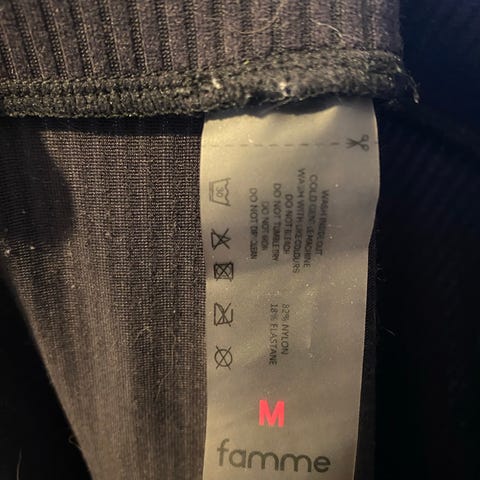 WASH INSIDE OUT
COLD GENTLE MACHINE
WASH WITH LIKE COLOURS
DO NOT BLEACH
DO NOT TUMBLE DRY
DO NOT IRON
DO NOT DRY CLEAN
30
82% NYLON
18% ELASTANE
M
famme